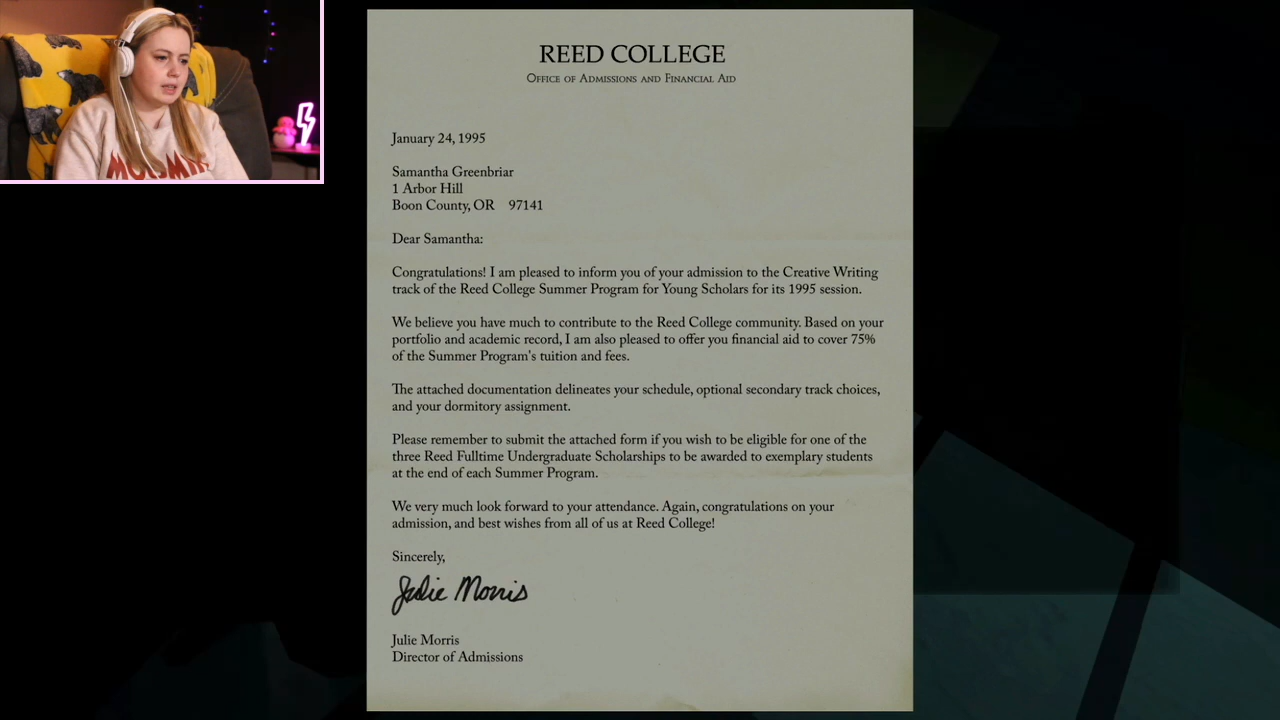 REED COLLEGE
Office of Admissions and Financial Aid
January 24, 1995
Samantha Greenbriar
1 Arbor Hill
Boon County, OR 97141
Dear Samantha:
Congratulations! I am pleased to inform you of your admission to the Creative Writing
track of the Reed College Summer Program for Young Scholars for its 1995 session.
We believe you have much to contribute to the Reed College community. Based on your
portfolio and academic record, I am also pleased to offer you financial aid to cover 75%
of the Summer Program's tuition and fees.
The attached documentation delineates your schedule, optional secondary track choices,
and your dormitory assignment.
Please remember to submit the attached form if you wish to be eligible for one of the
three Reed Fulltime Undergraduate Scholarships to be awarded to exemplary students
at the end of each Summer Program.
We very much look forward to your attendance. Again, congratulations on your
admission, and best wishes from all of us at Reed College!
Sincerely,
Julie Morris
Julie Morris
Director of Admissions